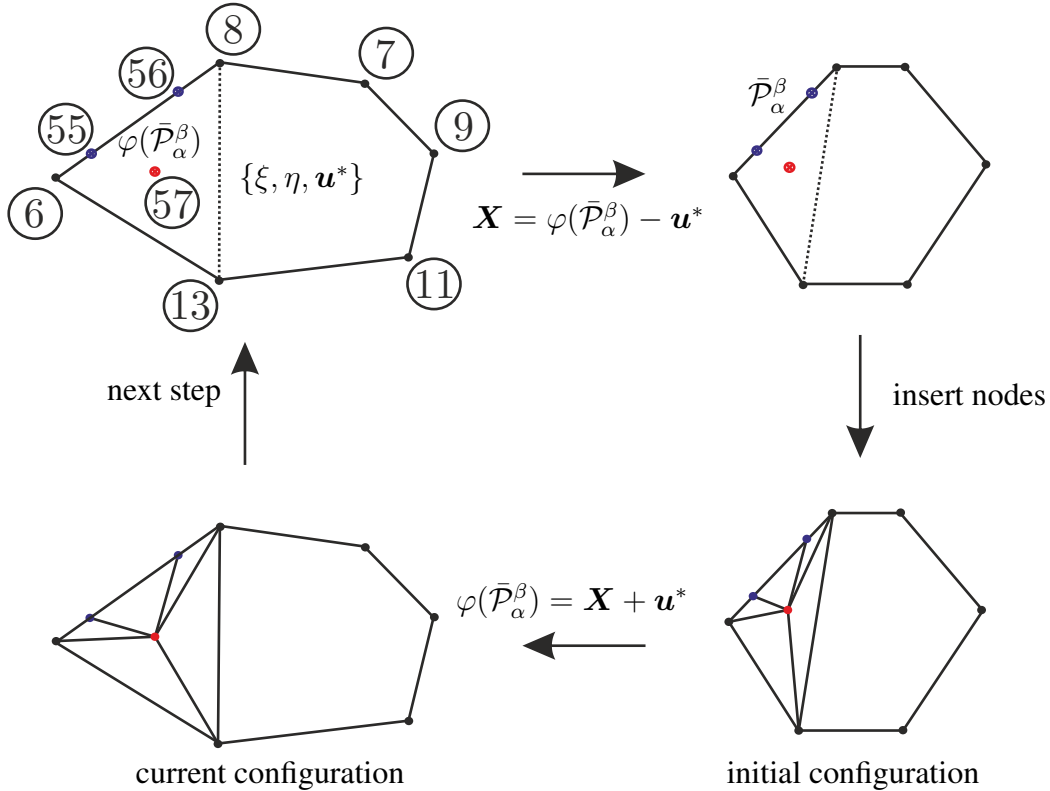 8
7
56
55
φ(𝒫̄_α^β)
9
{ξ, η, u*}
57
6
13
11
X = φ(𝒫̄_α^β) − u*
𝒫̄_α^β
next step
insert nodes
φ(𝒫̄_α^β) = X + u*
current configuration
initial configuration